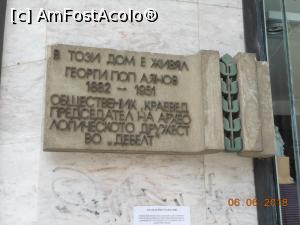 [c] AmFostAcolo®
В ТОЗИ ДОМ Е ЖИВЯЛ
ГЕОРГИ ПОП АЯНОВ
1882 – 1951
ОБЩЕСТВЕНИК КРАЕВЕД
ПРЕДСЕДАТЕЛ НА АРХЕО
ЛОГИЧЕСКОТО ДРУЖЕСТ
ВО „ДЕБЕЛТ"
06.06.2018